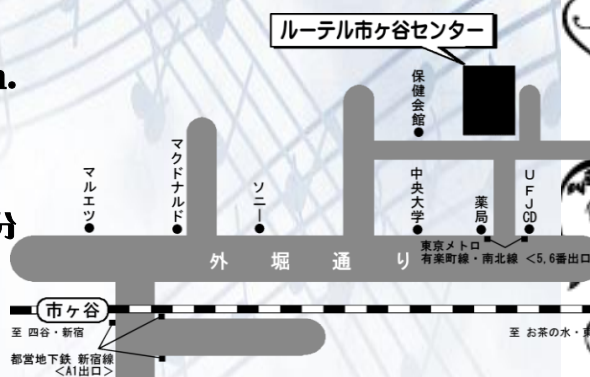 ルーテル市ヶ谷センター
n.
分
保健会館
マルエツ
マクドナルド
ソニー
中央大学
薬局
UFJCD
東京メトロ
有楽町線・南北線 <5,6番出口
外堀通り
市ヶ谷
至 四谷・新宿
至 お茶の水・
都営地下鉄 新宿線
<A1出口>